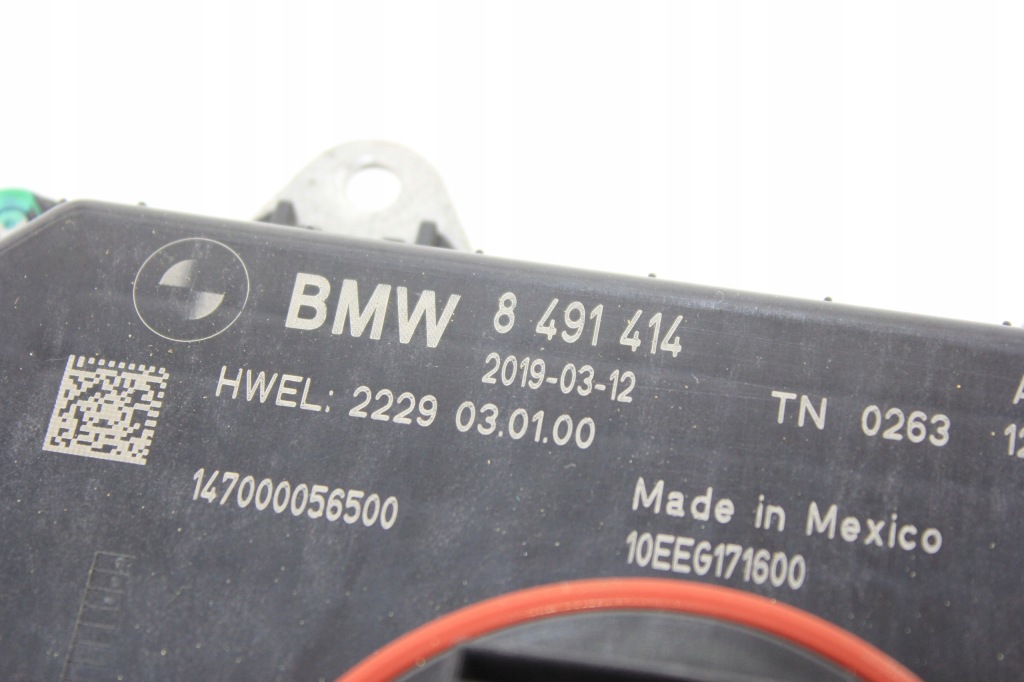 BMW 8 491 414
2019-03-12
HWEL: 2229 03.01.00
TN 0263
147000056500
Made in Mexico
10EEG171600